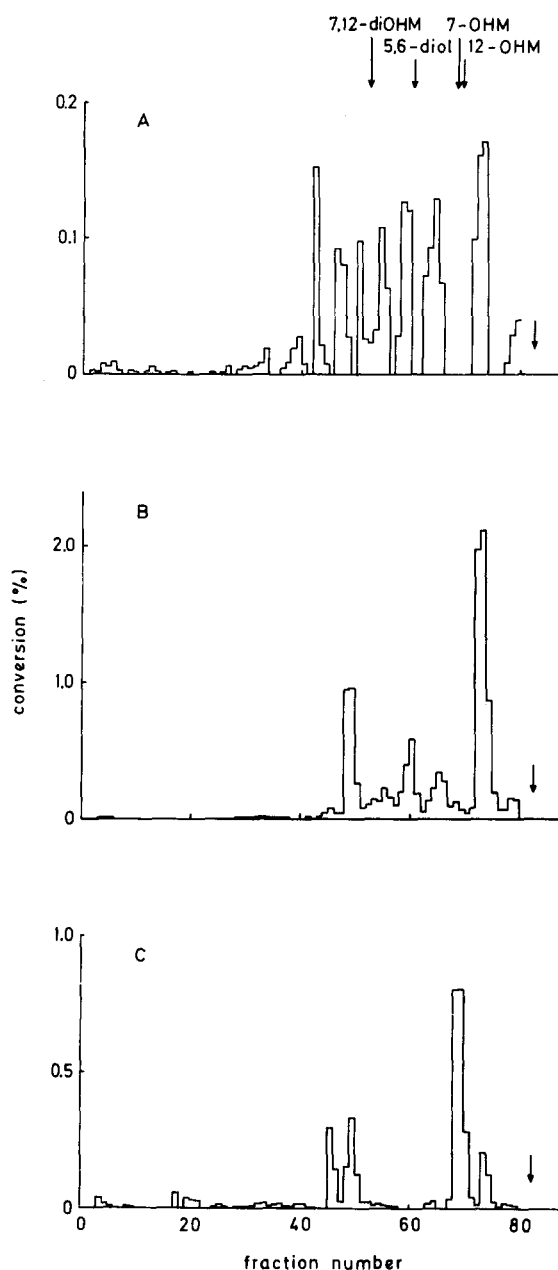 7,12-diOHM 7-OHM
5,6-diol 12-OHM
0.2
A
0.1
0
B
2.0
1.0
0
conversion (%)
1.0
C
0.5
0
0 20 40 60 80
fraction number